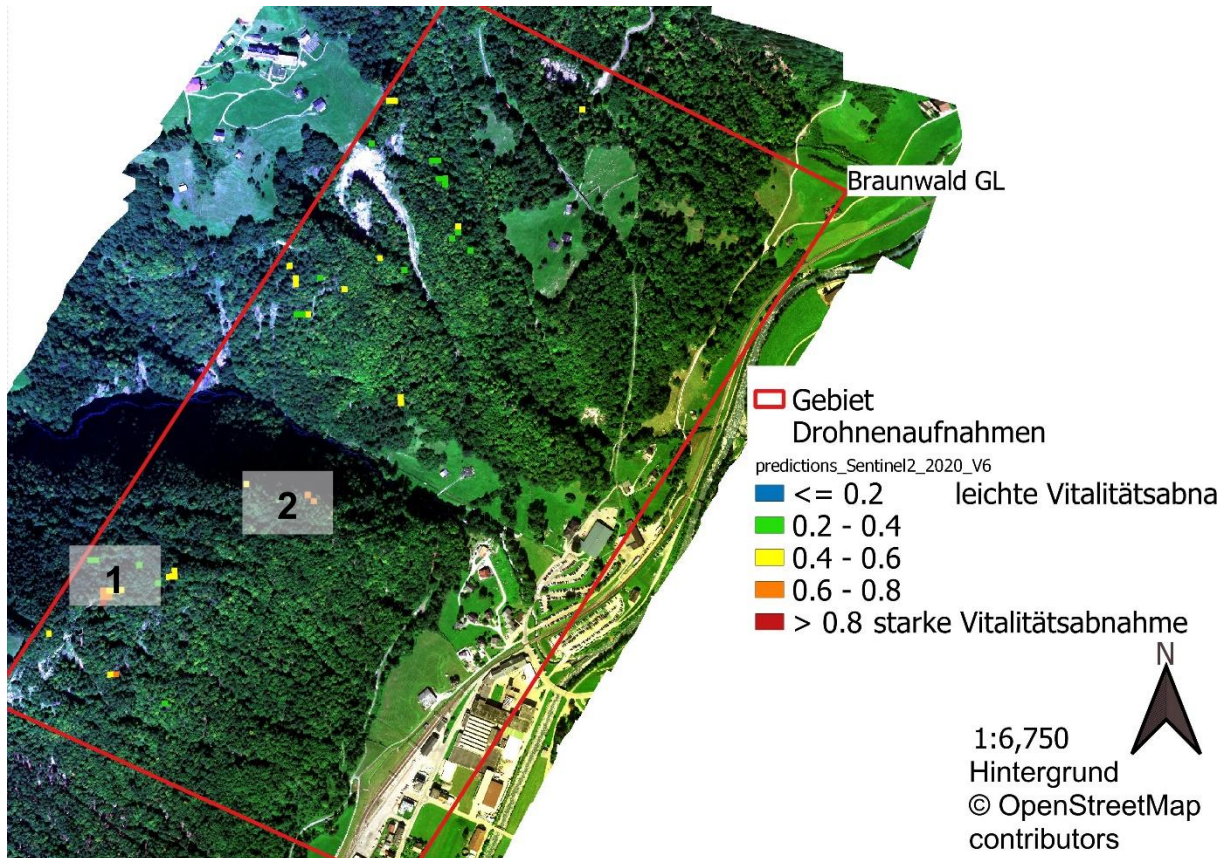 Braunwald GL
2
1
Gebiet
Drohnenaufnahmen
predictions_Sentinel2_2020_V6
<= 0.2 leichte Vitalitätsabna
0.2 - 0.4
0.4 - 0.6
0.6 - 0.8
> 0.8 starke Vitalitätsabnahme
N
1:6,750
Hintergrund
© OpenStreetMap
contributors